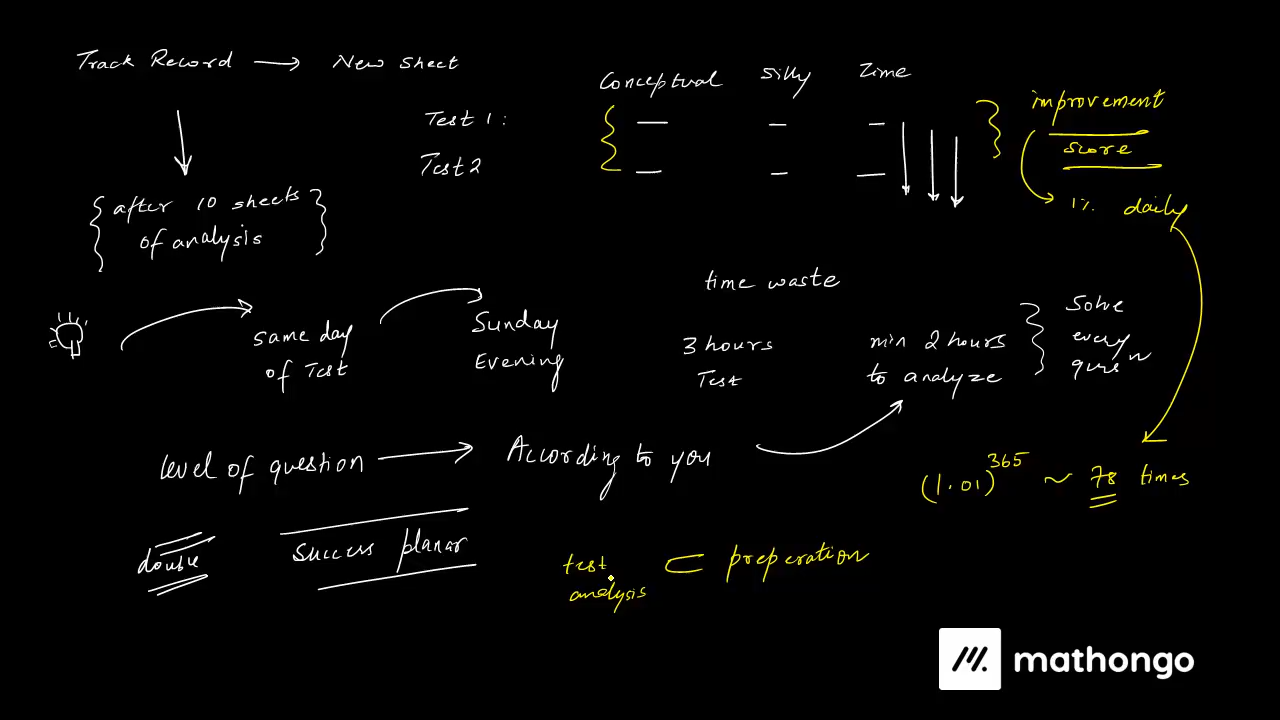 Track Record → New sheet
Conceptual silly Time
Test 1:
Test 2
improvement
score
1% daily
after 10 sheets
of analysis
time waste
same day
of Test
Sunday
Evening
3 hours
Test
min 2 hours
to analyze
Solve
every
quesn
level of question → According to you
(1.01)^365 ~ 78 times
double
success planar
test
analysis
⊂ preperation
mathongo